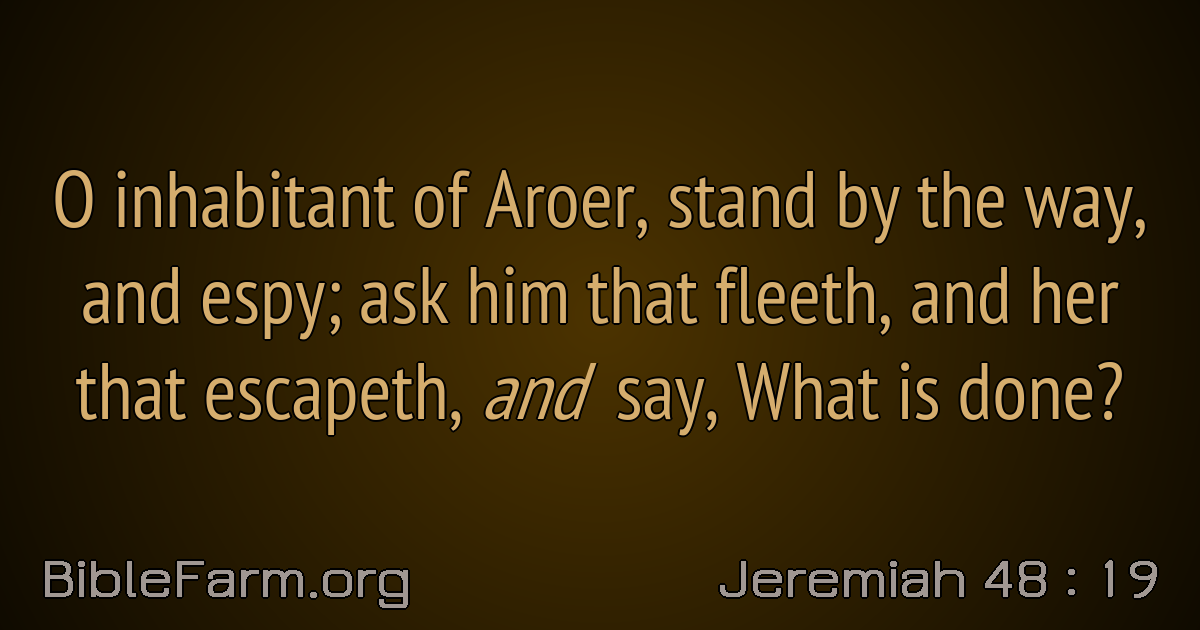 O inhabitant of Aroer, stand by the way,
and espy; ask him that fleeth, and her
that escapeth, and say, What is done?
BibleFarm.org
Jeremiah 48 : 19